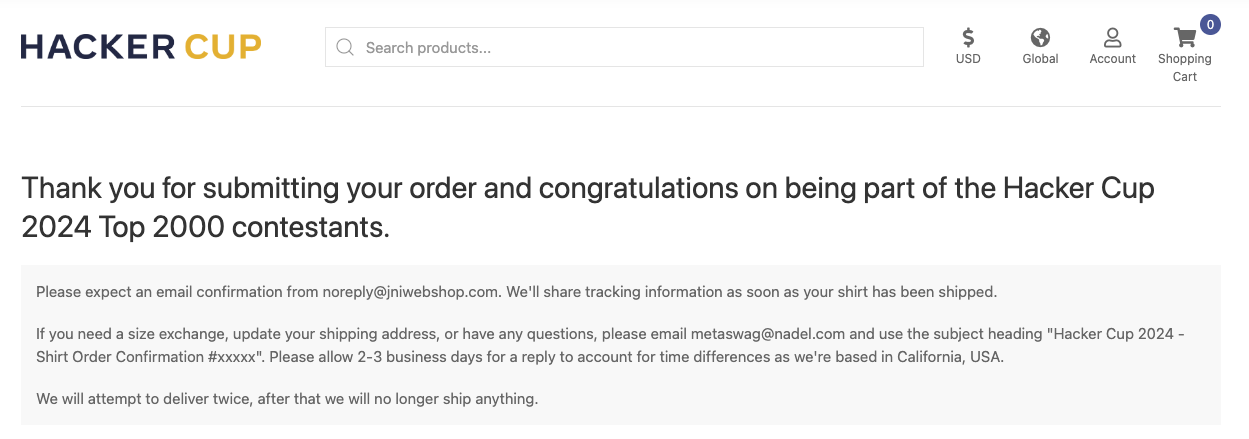 HACKER CUP
Search products...
0
USD
Global
Account
Shopping
Cart
Thank you for submitting your order and congratulations on being part of the Hacker Cup
2024 Top 2000 contestants.
Please expect an email confirmation from noreply@jniwebshop.com. We'll share tracking information as soon as your shirt has been shipped.
If you need a size exchange, update your shipping address, or have any questions, please email metaswag@nadel.com and use the subject heading "Hacker Cup 2024 -
Shirt Order Confirmation #xxxxx". Please allow 2-3 business days for a reply to account for time differences as we're based in California, USA.
We will attempt to deliver twice, after that we will no longer ship anything.